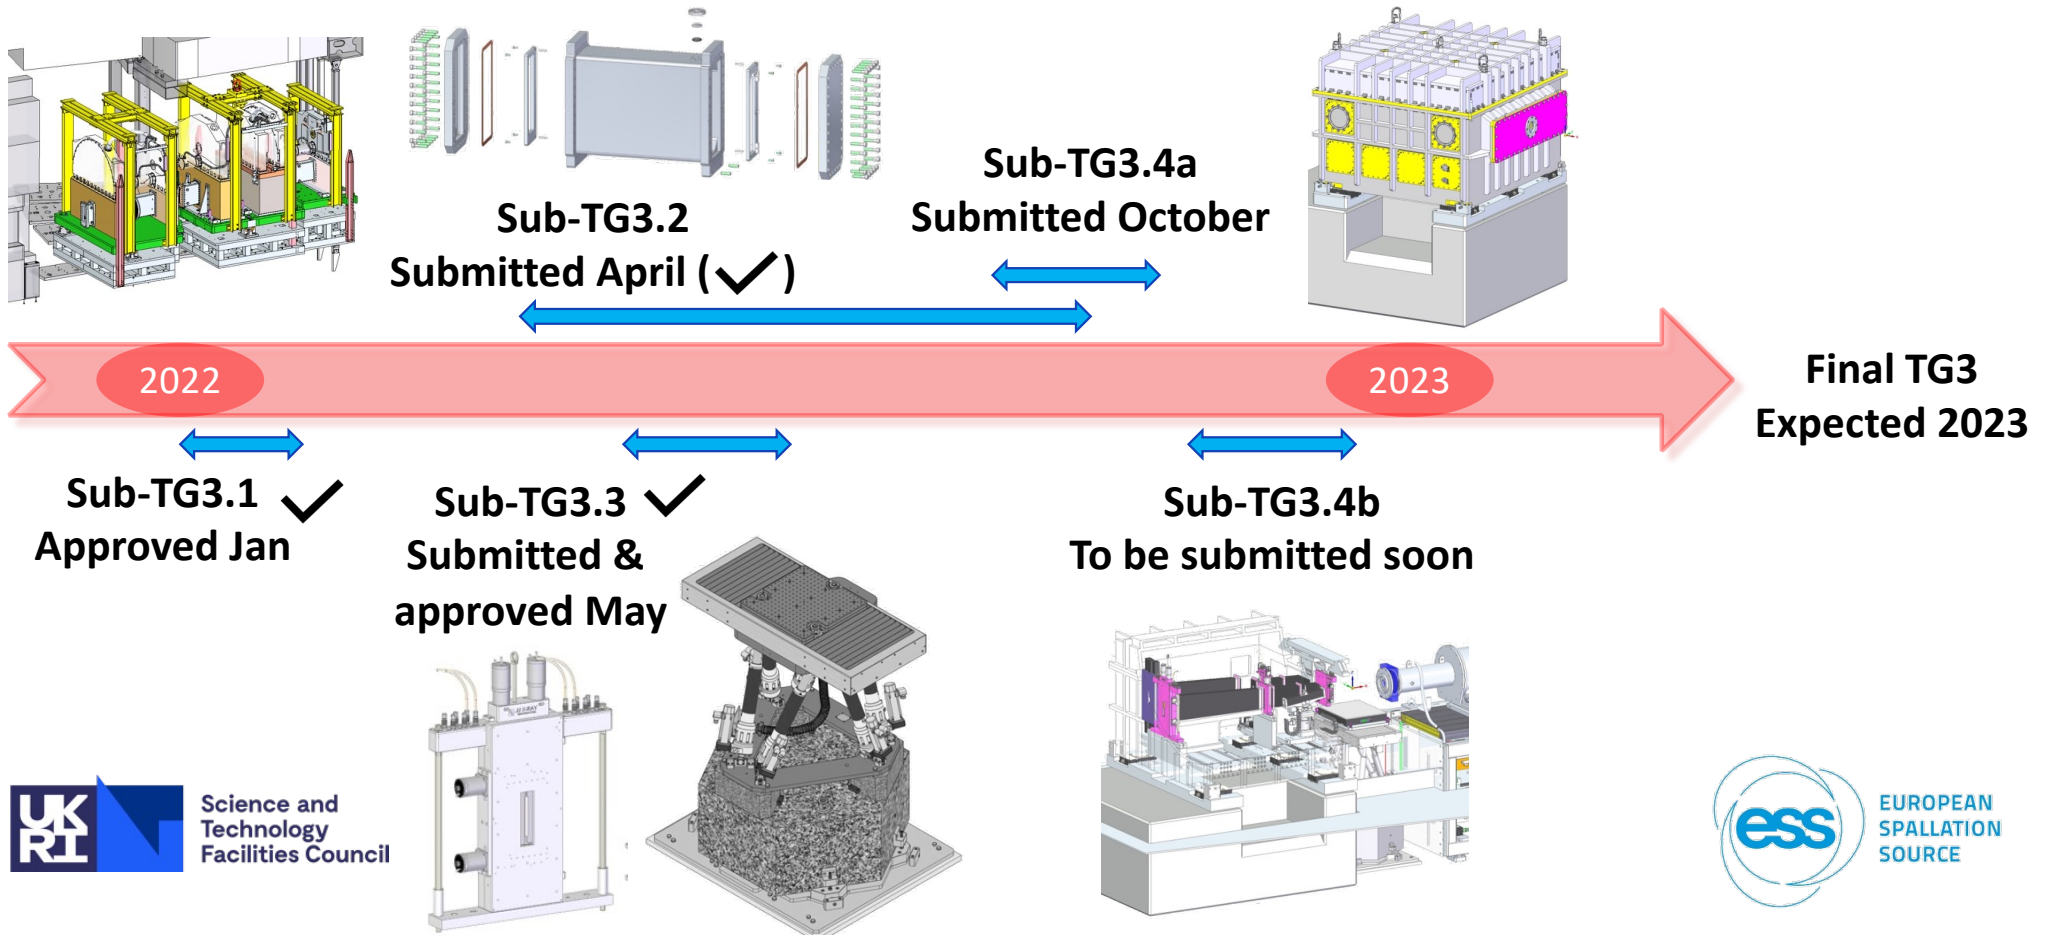 Sub-TG3.2
Submitted April (✓)
Sub-TG3.4a
Submitted October
2022
2023
Final TG3
Expected 2023
Sub-TG3.1 ✓
Approved Jan
Sub-TG3.3 ✓
Submitted &
approved May
Sub-TG3.4b
To be submitted soon
UK
RI
Science and
Technology
Facilities Council
ess
EUROPEAN
SPALLATION
SOURCE